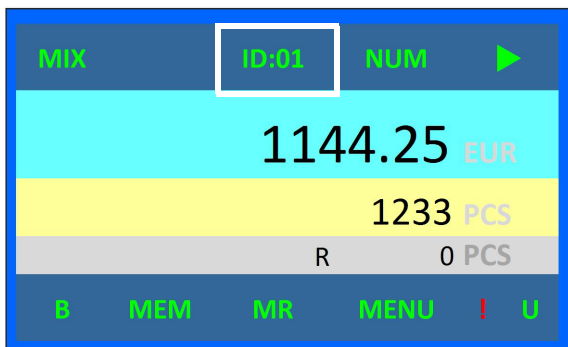 MIX ID:01 NUM
1144.25 EUR
1233 PCS
R 0 PCS
B MEM MR MENU ! U